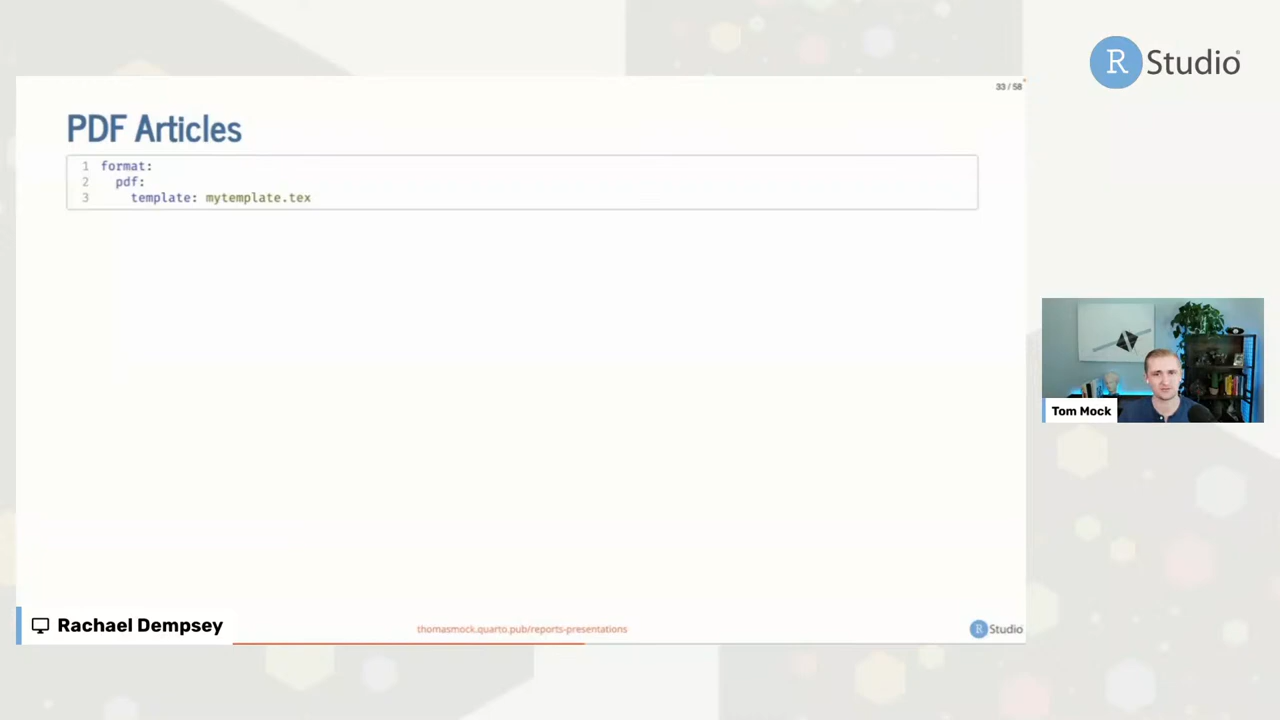 R Studio®
33 / 58
PDF Articles
1 format:
2 pdf:
3 template: mytemplate.tex
Tom Mock
Rachael Dempsey
thomasmock.quarto.pub/reports-presentations
R Studio